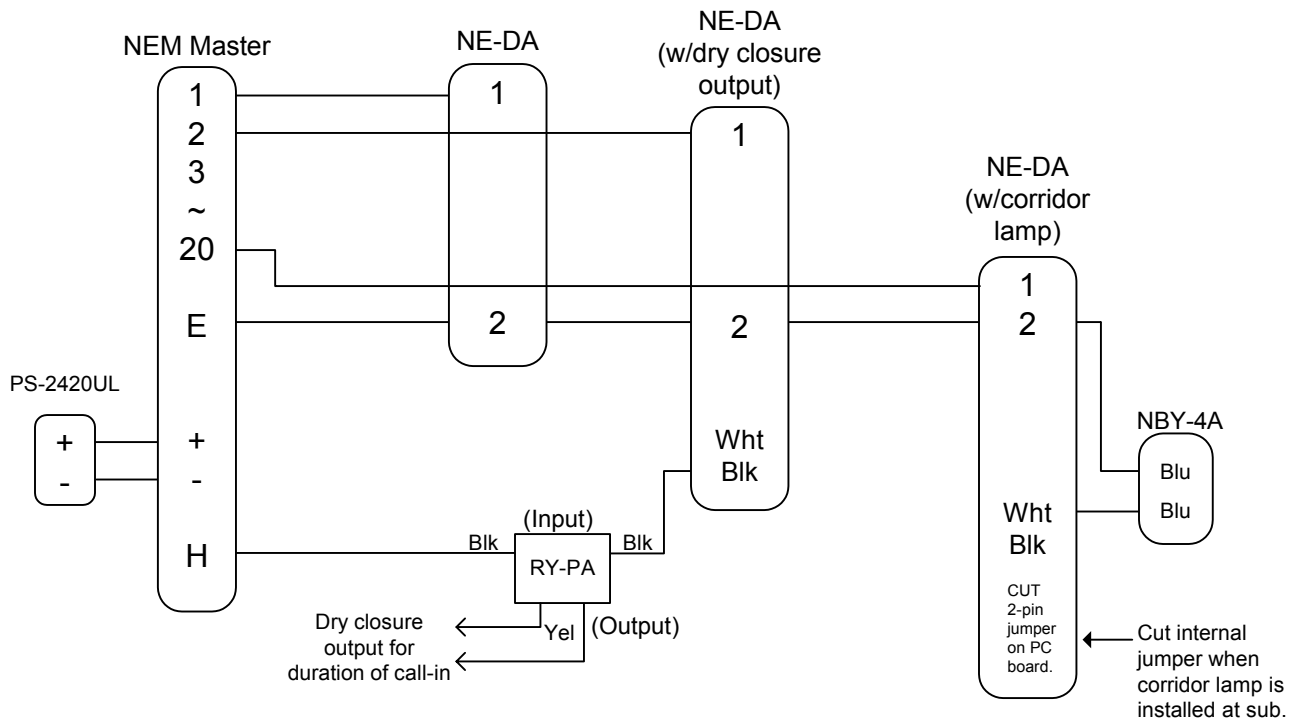 NEM Master
1
2
3
~
20
E
+
-
H
PS-2420UL
+
-
NE-DA
1
2
NE-DA
(w/dry closure
output)
1
2
Wht
Blk
NE-DA
(w/corridor
lamp)
1
2
Wht
Blk
CUT
2-pin
jumper
on PC
board.
NBY-4A
Blu
Blu
(Input)
Blk
Blk
RY-PA
Yel
(Output)
Dry closure
output for
duration of call-in
Cut internal
jumper when
corridor lamp is
installed at sub.